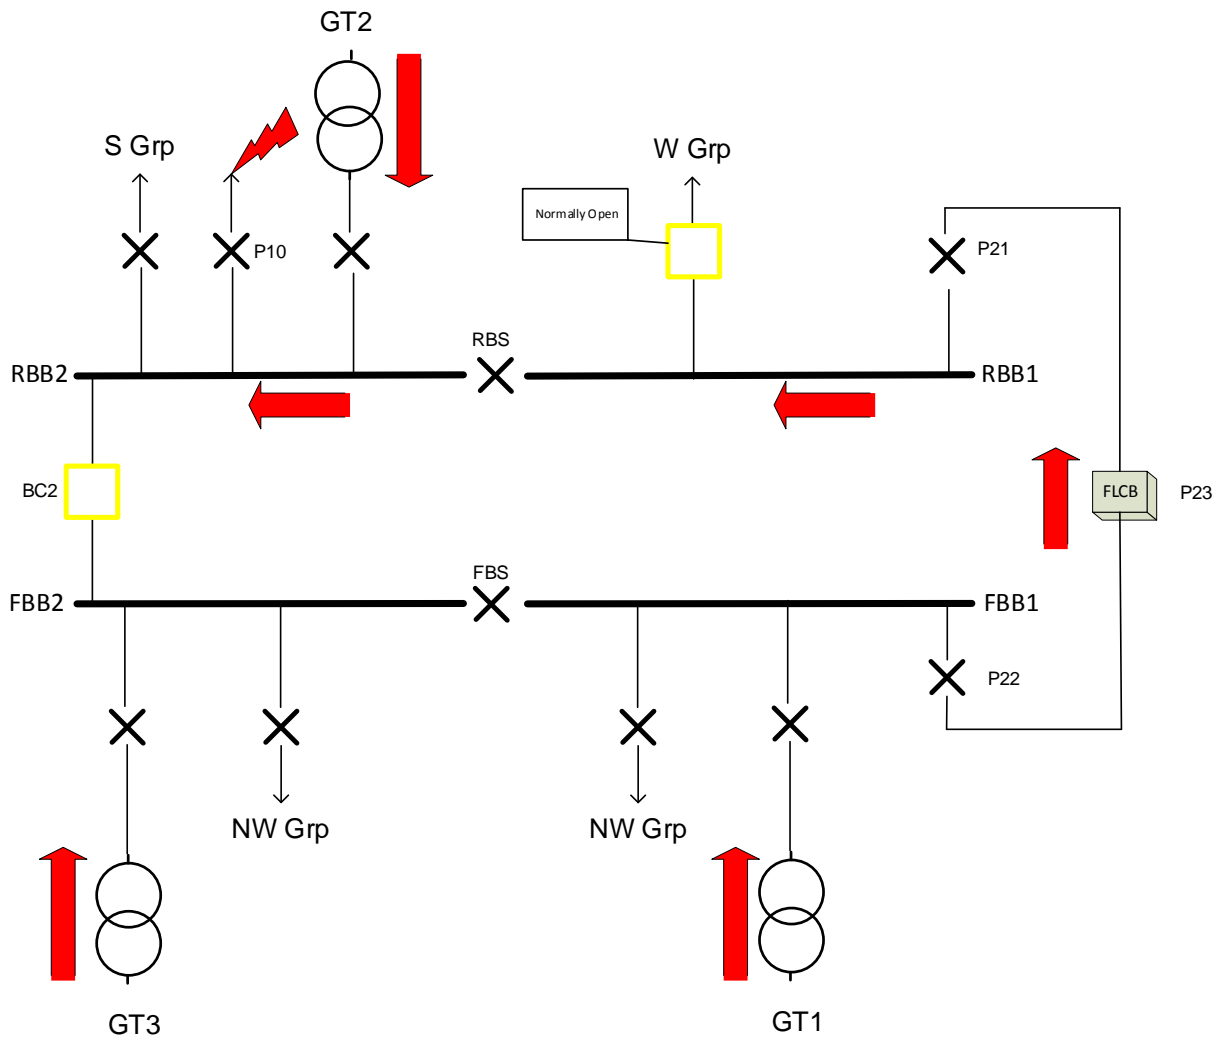 GT2
S Grp
W Grp
Normally Open
P10
P21
RBS
RBB2
RBB1
BC2
FLCB
P23
FBS
FBB2
FBB1
P22
NW Grp
NW Grp
GT3
GT1